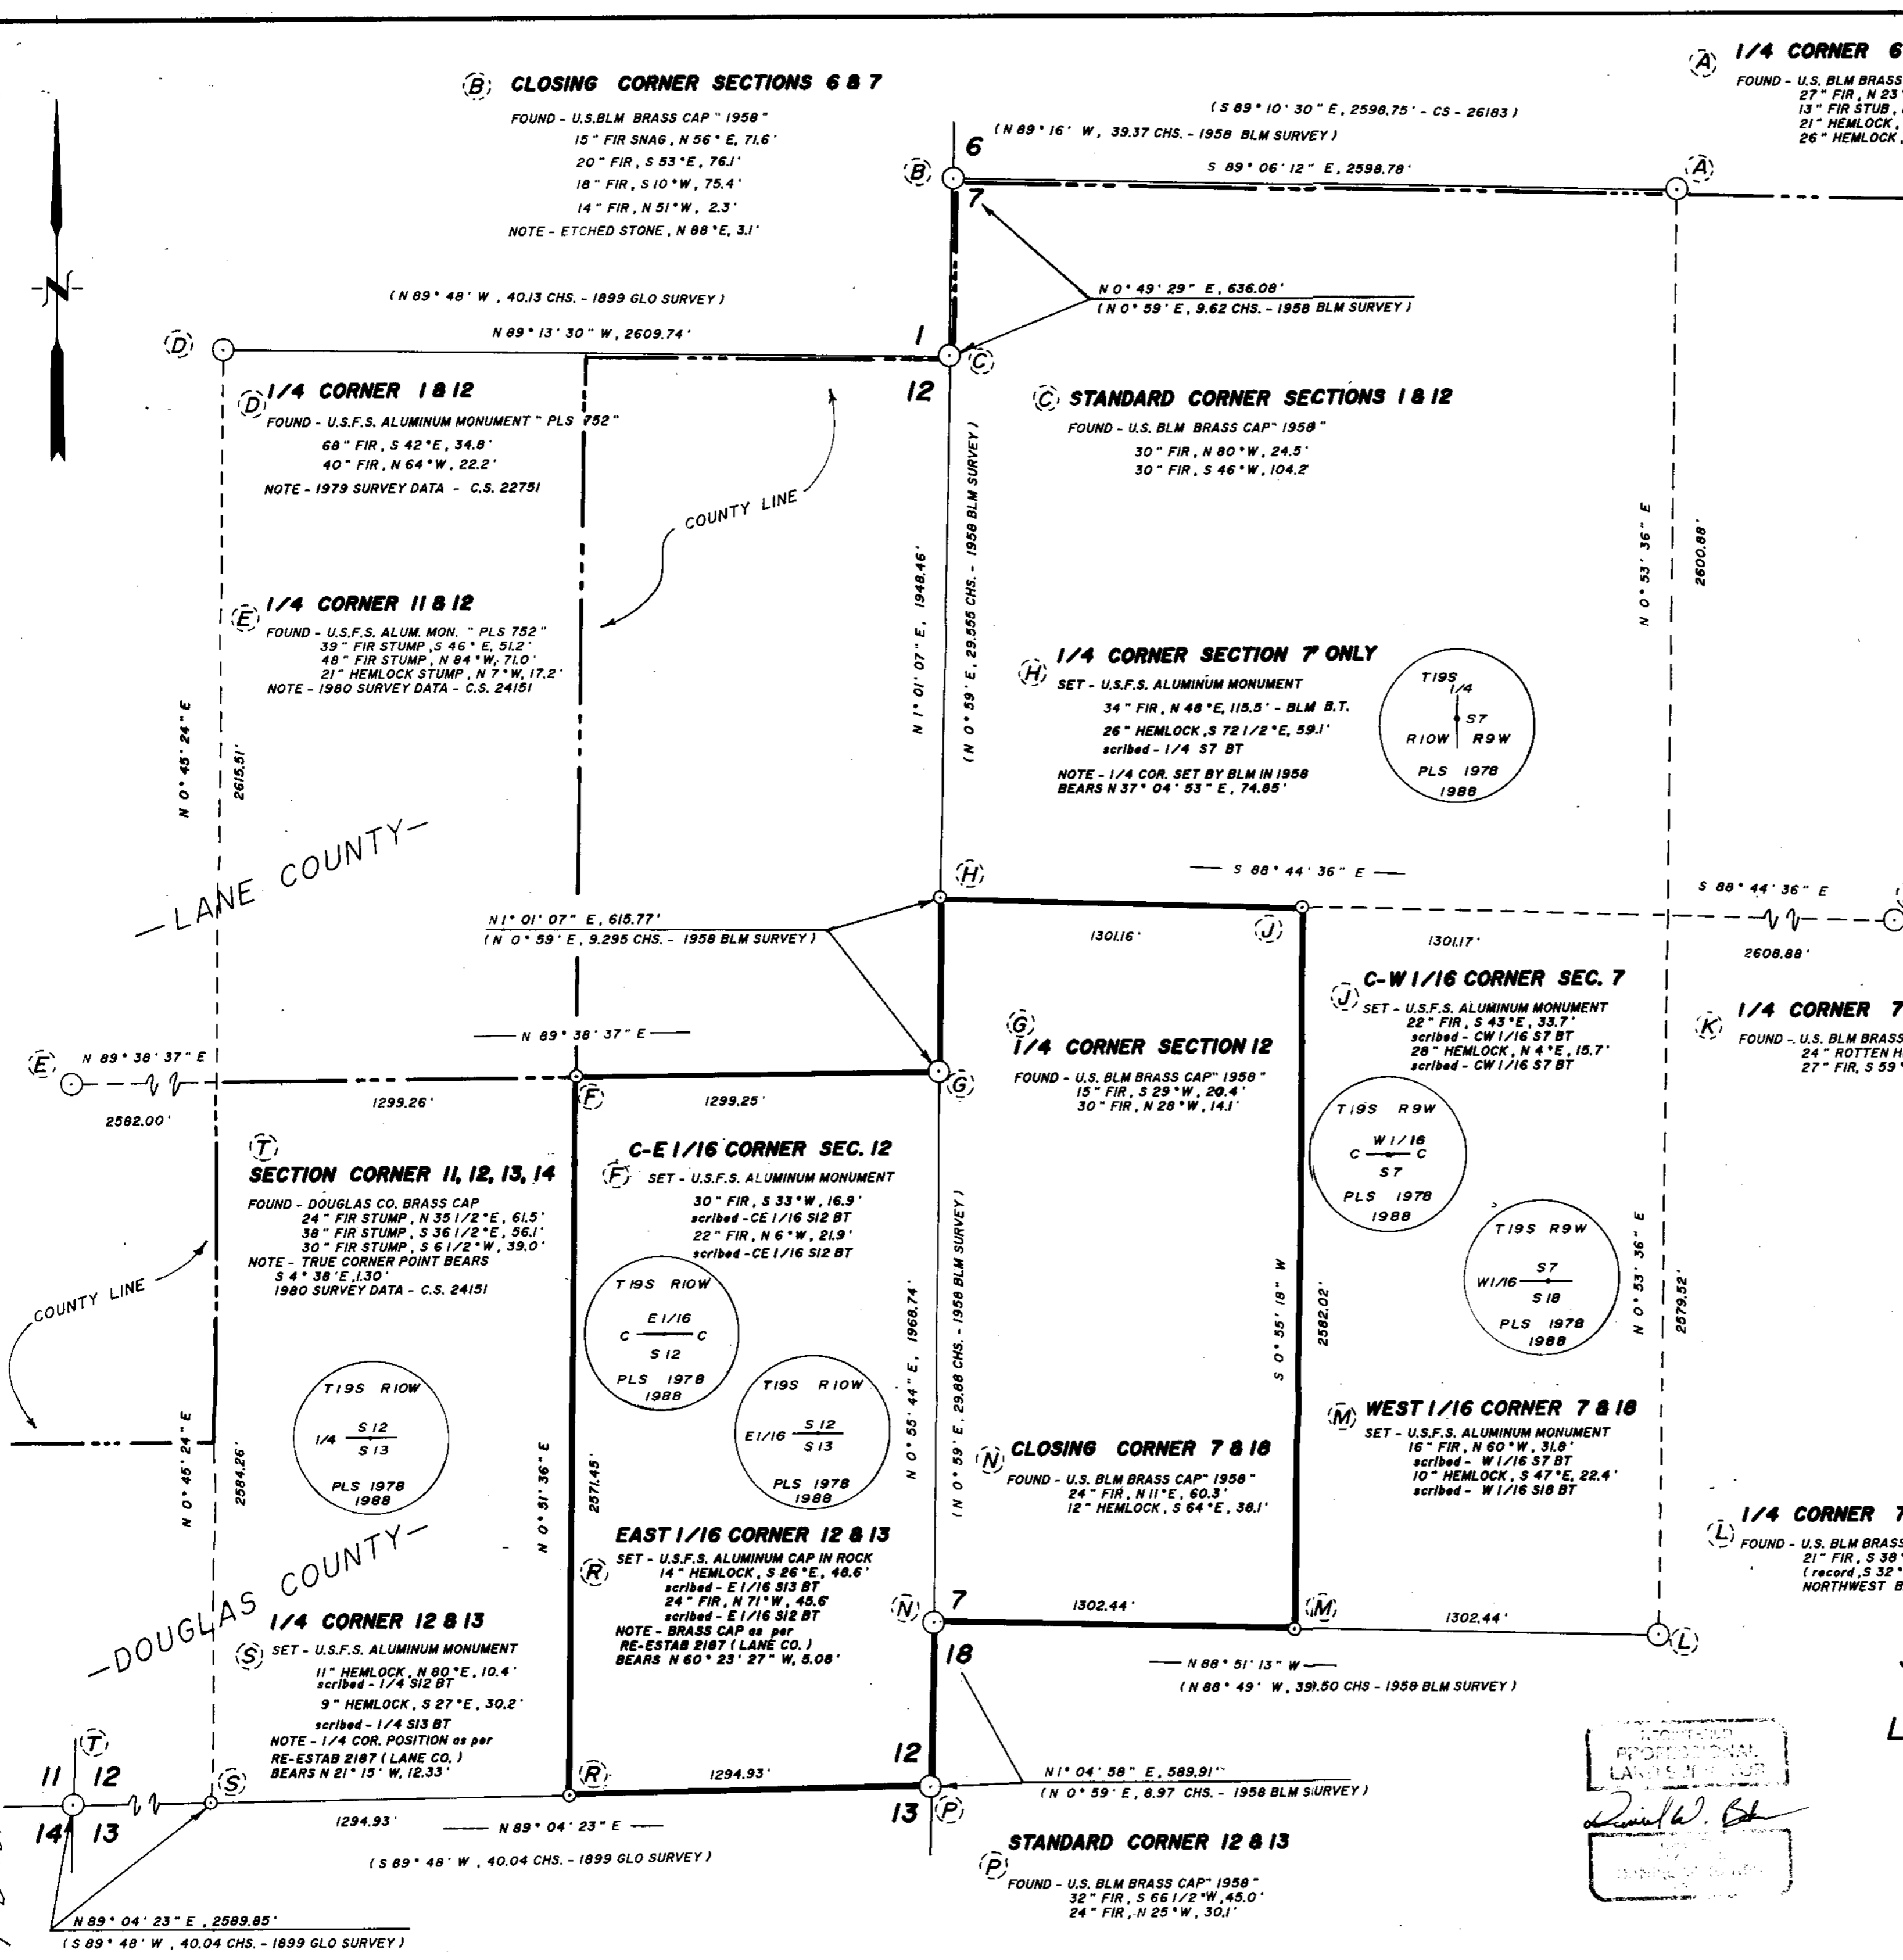 (B) CLOSING CORNER SECTIONS 6 & 7
FOUND - U.S.BLM BRASS CAP " 1958 "
15 " FIR SNAG, N 56 ° E, 71.6'
20 " FIR, S 53 °E, 76.1'
18 " FIR, S 10 °W, 75.4'
14 " FIR, N 51 °W, 2.3'
NOTE - ETCHED STONE, N 88 °E, 3.1'
(A) 1/4 CORNER 6
FOUND - U.S. BLM BRASS
27 " FIR, N 23
13 " FIR STUB,
21 " HEMLOCK,
26 " HEMLOCK,
(S 89° 10' 30" E, 2598.75' - CS - 26183)
(N 89° 16' W, 39.37 CHS. - 1958 BLM SURVEY)
S 89° 06' 12" E, 2598.78'
6
(B)
7
(A)
N
N 0° 49' 29" E, 636.08'
(N 0° 59' E, 9.62 CHS. - 1958 BLM SURVEY)
(N 89° 48' W, 40.13 CHS. - 1899 GLO SURVEY)
N 89° 13' 30" W, 2609.74'
(D)
1
(C)
12
(D) 1/4 CORNER 1 & 12
FOUND - U.S.F.S. ALUMINUM MONUMENT " PLS 752 "
68 " FIR, S 42 °E, 34.8'
40 " FIR, N 64 °W, 22.2'
NOTE - 1979 SURVEY DATA - C.S. 22751
(C) STANDARD CORNER SECTIONS 1 & 12
FOUND - U.S. BLM BRASS CAP " 1958 "
30 " FIR, N 80 °W, 24.5'
30 " FIR, S 46 °W, 104.2'
COUNTY LINE
N 1° 01' 07" E, 1948.46'
(N 0° 59' E, 29.555 CHS. - 1958 BLM SURVEY)
N 0° 53' 36" E
2600.88'
(E) 1/4 CORNER 11 & 12
FOUND - U.S.F.S. ALUM. MON. " PLS 752 "
39 " FIR STUMP, S 46 ° E, 51.2'
48 " FIR STUMP, N 84 °W, 71.0'
21 " HEMLOCK STUMP, N 7 °W, 17.2'
NOTE - 1980 SURVEY DATA - C.S. 24151
(H) 1/4 CORNER SECTION 7 ONLY
SET - U.S.F.S. ALUMINUM MONUMENT
34 " FIR, N 48 °E, 115.5' - BLM B.T.
26 " HEMLOCK, S 72 1/2 °E, 59.1'
scribed - 1/4 S7 BT
NOTE - 1/4 COR. SET BY BLM IN 1958
BEARS N 37° 04' 53" E, 74.85'
T19S
1/4
S7
R10W R9W
PLS 1978
1988
N 0° 45' 24" E
2615.51'
-LANE COUNTY-
(H)
S 88° 44' 36" E
S 88° 44' 36" E
N 1° 01' 07" E, 615.77'
(N 0° 59' E, 9.295 CHS. - 1958 BLM SURVEY)
1301.16'
(J)
1301.17'
2608.88'
(J) C-W 1/16 CORNER SEC. 7
SET - U.S.F.S. ALUMINUM MONUMENT
22 " FIR, S 43 °E, 33.7'
scribed - CW 1/16 S7 BT
28 " HEMLOCK, N 4 °E, 15.7'
scribed - CW 1/16 S7 BT
(K) 1/4 CORNER 7
FOUND - U.S. BLM BRASS
24 " ROTTEN H
27 " FIR, S 59 °
(G) 1/4 CORNER SECTION 12
FOUND - U.S. BLM BRASS CAP " 1958 "
15 " FIR, S 29 °W, 20.4'
30 " FIR, N 28 °W, 14.1'
N 89° 38' 37" E
(E) N 89° 38' 37" E
2582.00'
1299.26'
(F)
1299.25'
(G)
(T)
SECTION CORNER 11, 12, 13, 14
FOUND - DOUGLAS CO. BRASS CAP
24 " FIR STUMP, N 35 1/2 °E, 61.5'
38 " FIR STUMP, S 36 1/2 °E, 56.1'
30 " FIR STUMP, S 6 1/2 °W, 39.0'
NOTE - TRUE CORNER POINT BEARS
S 4° 38' E, 1.30'
1980 SURVEY DATA - C.S. 24151
C-E 1/16 CORNER SEC. 12
(F) SET - U.S.F.S. ALUMINUM MONUMENT
30 " FIR, S 33 °W, 16.9'
scribed - CE 1/16 S12 BT
22 " FIR, N 6 °W, 21.9'
scribed - CE 1/16 S12 BT
T19S R9W
W 1/16
C C
S7
PLS 1978
1988
T19S R9W
S7
W1/16
S18
PLS 1978
1988
COUNTY LINE
T19S R10W
E 1/16
C C
S 12
PLS 1978
1988
T19S R10W
S 12
1/4
S 13
PLS 1978
1988
T19S R10W
S 12
E1/16
S 13
PLS 1978
1988
N 0° 45' 24" E
2584.26'
N 0° 51' 36" E
2571.45'
N 0° 55' 44" E, 1968.74'
(N 0° 59' E, 29.88 CHS. - 1958 BLM SURVEY)
S 0° 55' 18" W
2582.02'
N 0° 53' 36" E
2579.52'
(M) WEST 1/16 CORNER 7 & 18
SET - U.S.F.S. ALUMINUM MONUMENT
16 " FIR, N 60 °W, 31.8'
scribed - W 1/16 S7 BT
10 " HEMLOCK, S 47 °E, 22.4'
scribed - W 1/16 S18 BT
(N) CLOSING CORNER 7 & 18
FOUND - U.S. BLM BRASS CAP " 1958 "
24 " FIR, N 11 °E, 60.3'
12 " HEMLOCK, S 64 °E, 38.1'
(L) 1/4 CORNER 7
FOUND - U.S. BLM BRASS
21 " FIR, S 38
(record, S 32 °
NORTHWEST B
EAST 1/16 CORNER 12 & 13
(R) SET - U.S.F.S. ALUMINUM CAP IN ROCK
14 " HEMLOCK, S 26 °E, 48.6'
scribed - E 1/16 S13 BT
24 " FIR, N 71 °W, 45.6'
scribed - E 1/16 S12 BT
NOTE - BRASS CAP as per
RE-ESTAB 2187 (LANE CO.)
BEARS N 60° 23' 27" W, 5.08'
-DOUGLAS COUNTY-
1/4 CORNER 12 & 13
(S) SET - U.S.F.S. ALUMINUM MONUMENT
11 " HEMLOCK, N 80 °E, 10.4'
scribed - 1/4 S12 BT
9 " HEMLOCK, S 27 °E, 30.2'
scribed - 1/4 S13 BT
NOTE - 1/4 COR. POSITION as per
RE-ESTAB 2187 (LANE CO.)
BEARS N 21° 15' W, 12.33'
(N)
7
18
1302.44'
(M)
1302.44'
(L)
N 88° 51' 13" W
(N 88° 49' W, 39.50 CHS - 1958 BLM SURVEY)
(T)
11 12
14 13
(S)
1294.93'
(R)
1294.93'
12
13
(P)
N 89° 04' 23" E
(S 89° 48' W, 40.04 CHS. - 1899 GLO SURVEY)
N 1° 04' 58" E, 589.91'
(N 0° 59' E, 8.97 CHS. - 1958 BLM SURVEY)
STANDARD CORNER 12 & 13
(P)
FOUND - U.S. BLM BRASS CAP " 1958 "
32 " FIR, S 66 1/2 °W, 45.0'
24 " FIR, N 25 °W, 30.1'
N 89° 04' 23" E, 2589.85'
(S 89° 48' W, 40.04 CHS. - 1899 GLO SURVEY)
PROFESSIONAL
LAND SURVEYOR
L